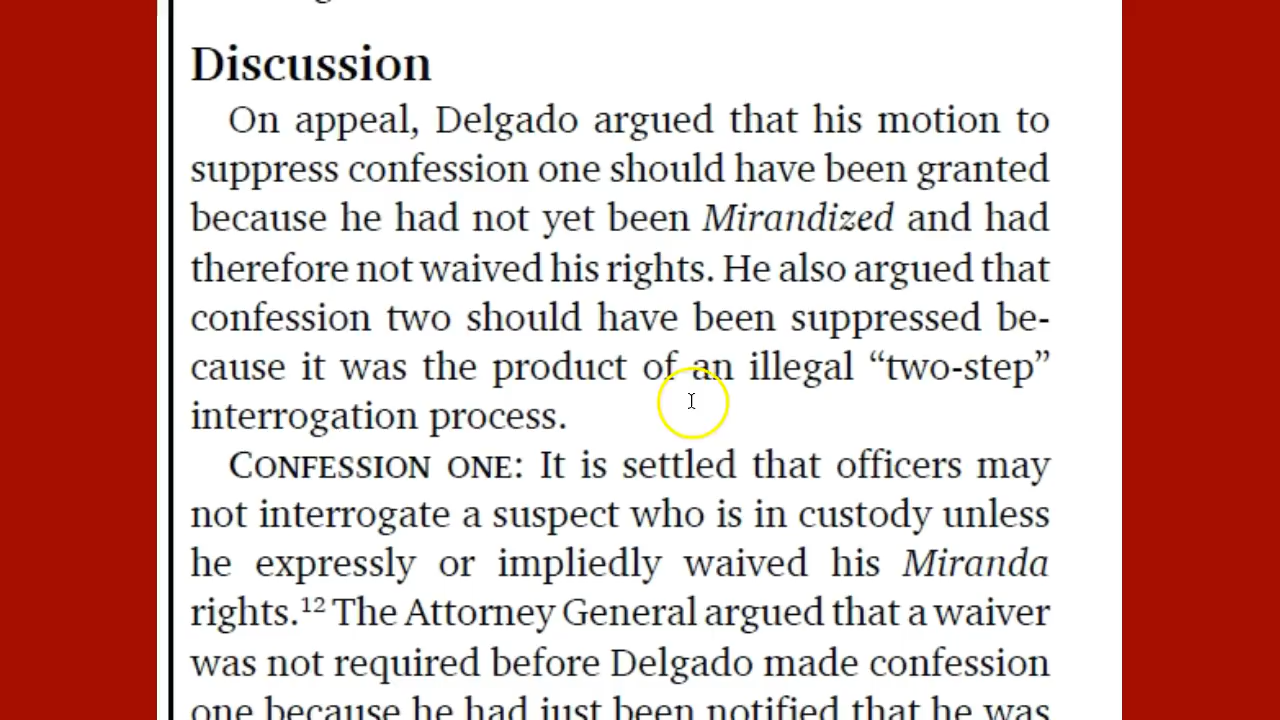 Discussion
On appeal, Delgado argued that his motion to
suppress confession one should have been granted
because he had not yet been Mirandized and had
therefore not waived his rights. He also argued that
confession two should have been suppressed be-
cause it was the product of an illegal “two-step”
interrogation process.
CONFESSION ONE: It is settled that officers may
not interrogate a suspect who is in custody unless
he expressly or impliedly waived his Miranda
rights.¹² The Attorney General argued that a waiver
was not required before Delgado made confession
one because he had just been notified that he was